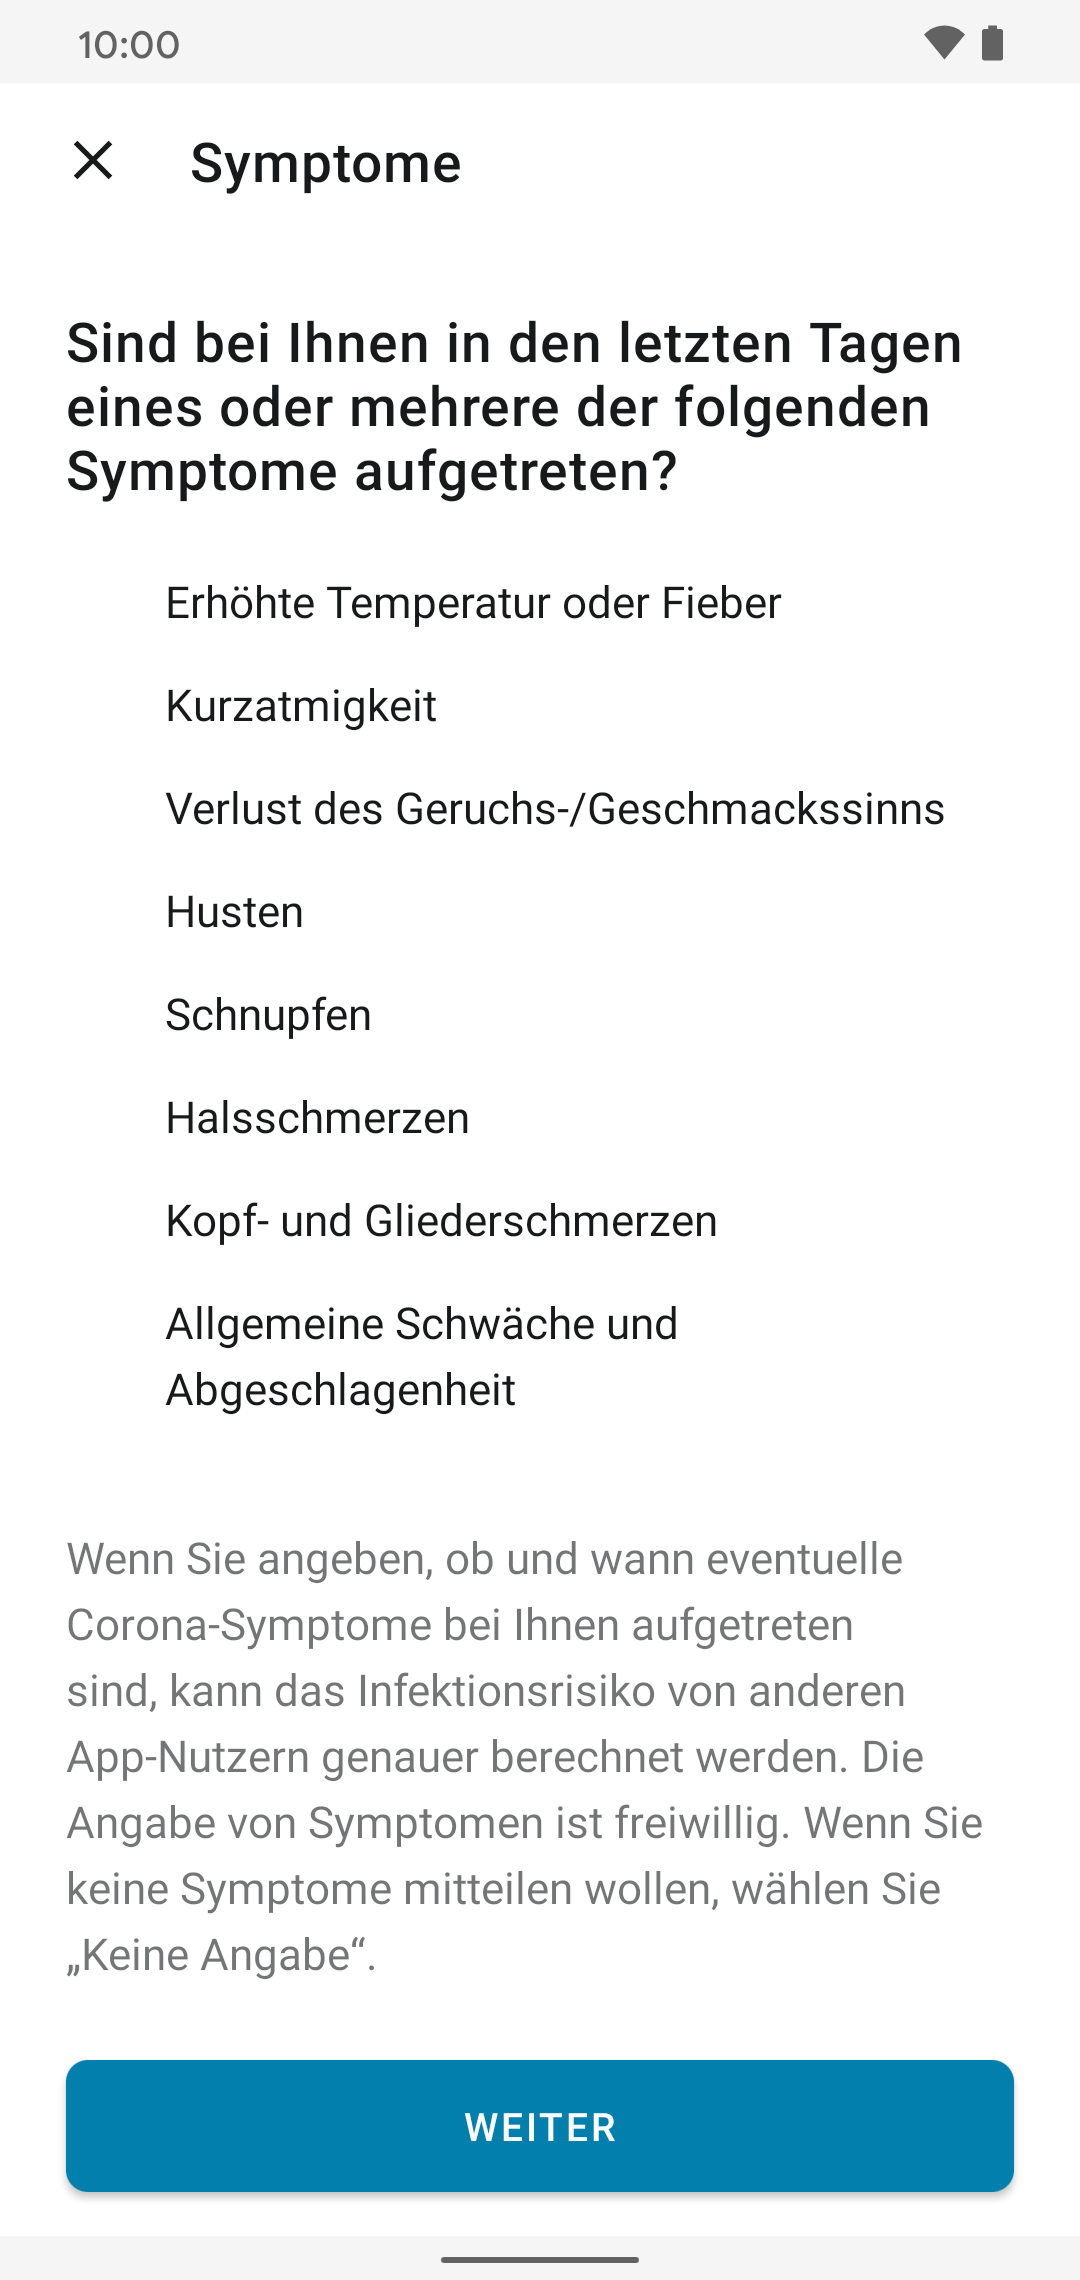 10:00
Symptome
Sind bei Ihnen in den letzten Tagen
eines oder mehrere der folgenden
Symptome aufgetreten?
Erhöhte Temperatur oder Fieber
Kurzatmigkeit
Verlust des Geruchs-/Geschmackssinns
Husten
Schnupfen
Halsschmerzen
Kopf- und Gliederschmerzen
Allgemeine Schwäche und
Abgeschlagenheit
Wenn Sie angeben, ob und wann eventuelle
Corona-Symptome bei Ihnen aufgetreten
sind, kann das Infektionsrisiko von anderen
App-Nutzern genauer berechnet werden. Die
Angabe von Symptomen ist freiwillig. Wenn Sie
keine Symptome mitteilen wollen, wählen Sie
„Keine Angabe“.
WEITER